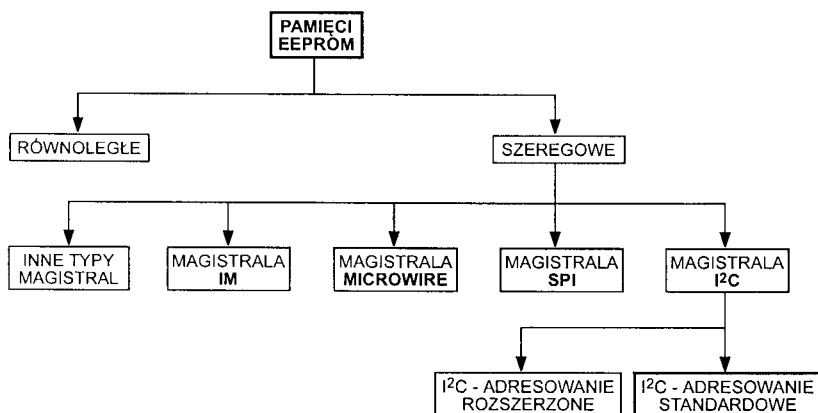 PAMIĘCI
EEPROM
RÓWNOLEGŁE
SZEREGOWE
INNE TYPY
MAGISTRAL
MAGISTRALA
IM
MAGISTRALA
MICROWIRE
MAGISTRALA
SPI
MAGISTRALA
I²C
I²C - ADRESOWANIE
ROZSZERZONE
I²C - ADRESOWANIE
STANDARDOWE